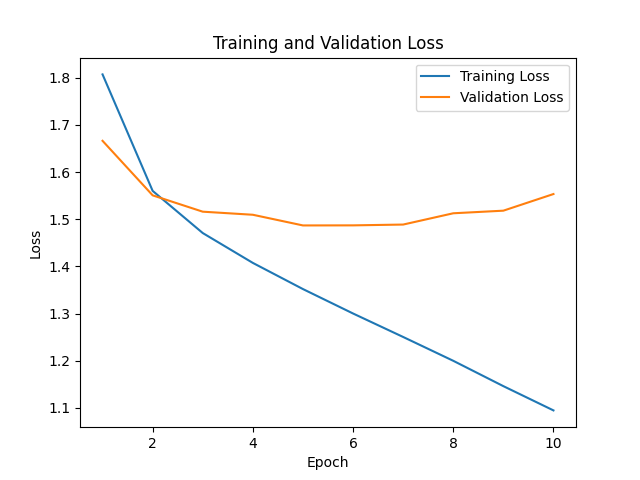 Training and Validation Loss
Training Loss
Validation Loss
Loss
1.8
1.7
1.6
1.5
1.4
1.3
1.2
1.1
2 4 6 8 10
Epoch